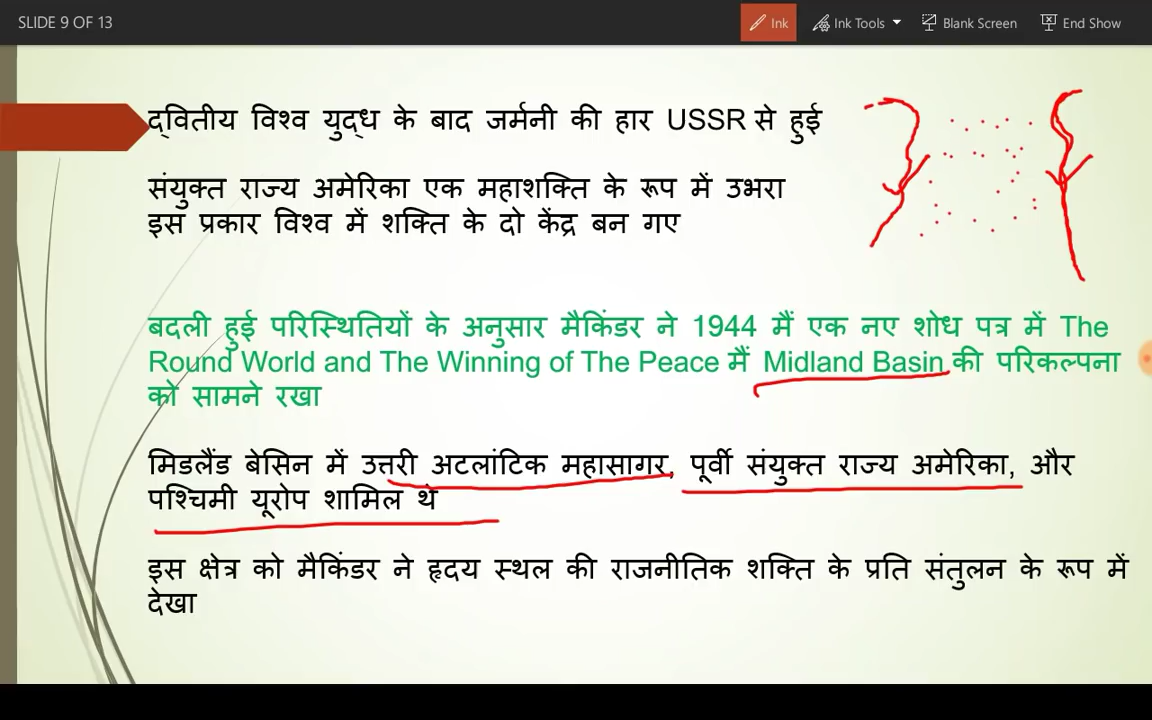 SLIDE 9 OF 13
Ink
Ink Tools
Blank Screen
End Show
द्वितीय विश्व युद्ध के बाद जर्मनी की हार USSR से हुई
संयुक्त राज्य अमेरिका एक महाशक्ति के रूप में उभरा
इस प्रकार विश्व में शक्ति के दो केंद्र बन गए
बदली हुई परिस्थितियों के अनुसार मैकिंडर ने 1944 मैं एक नए शोध पत्र में The
Round World and The Winning of The Peace मैं Midland Basin की परिकल्पना
को सामने रखा
मिडलैंड बेसिन में उत्तरी अटलांटिक महासागर, पूर्वी संयुक्त राज्य अमेरिका, और
पश्चिमी यूरोप शामिल थे
इस क्षेत्र को मैकिंडर ने हृदय स्थल की राजनीतिक शक्ति के प्रति संतुलन के रूप में
देखा